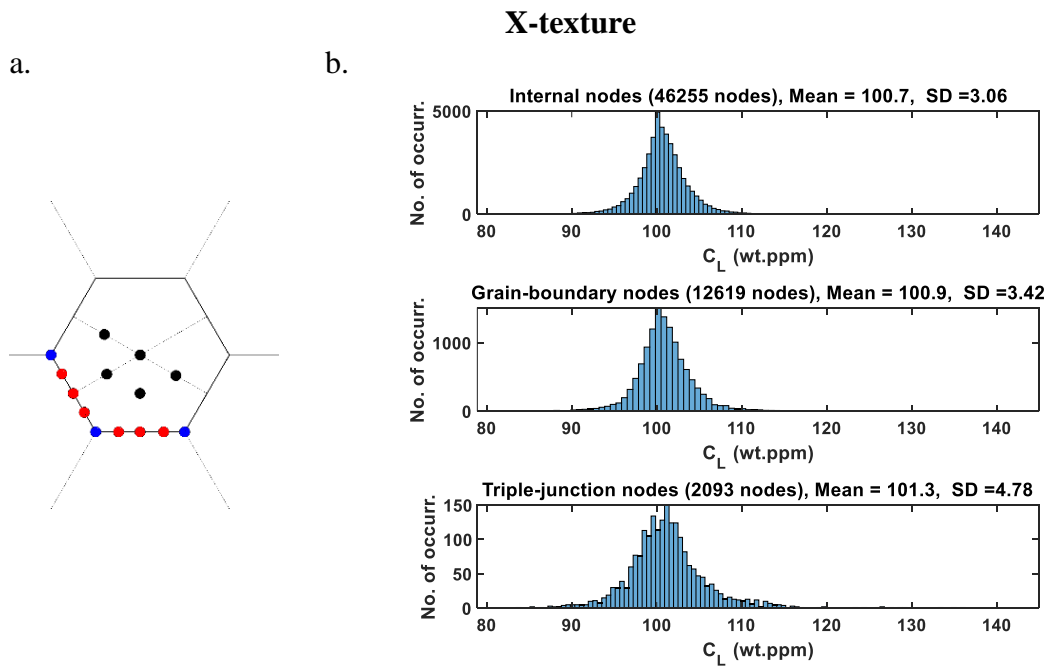 X-texture
a.
b.
Internal nodes (46255 nodes), Mean = 100.7,  SD =3.06
No. of occurr.
5000
0
80 90 100 110 120 130 140
C_L (wt.ppm)
Grain-boundary nodes (12619 nodes), Mean = 100.9,  SD =3.42
No. of occurr.
1000
0
80 90 100 110 120 130 140
C_L (wt.ppm)
Triple-junction nodes (2093 nodes), Mean = 101.3,  SD =4.78
No. of occurr.
150
100
50
0
80 90 100 110 120 130 140
C_L (wt.ppm)